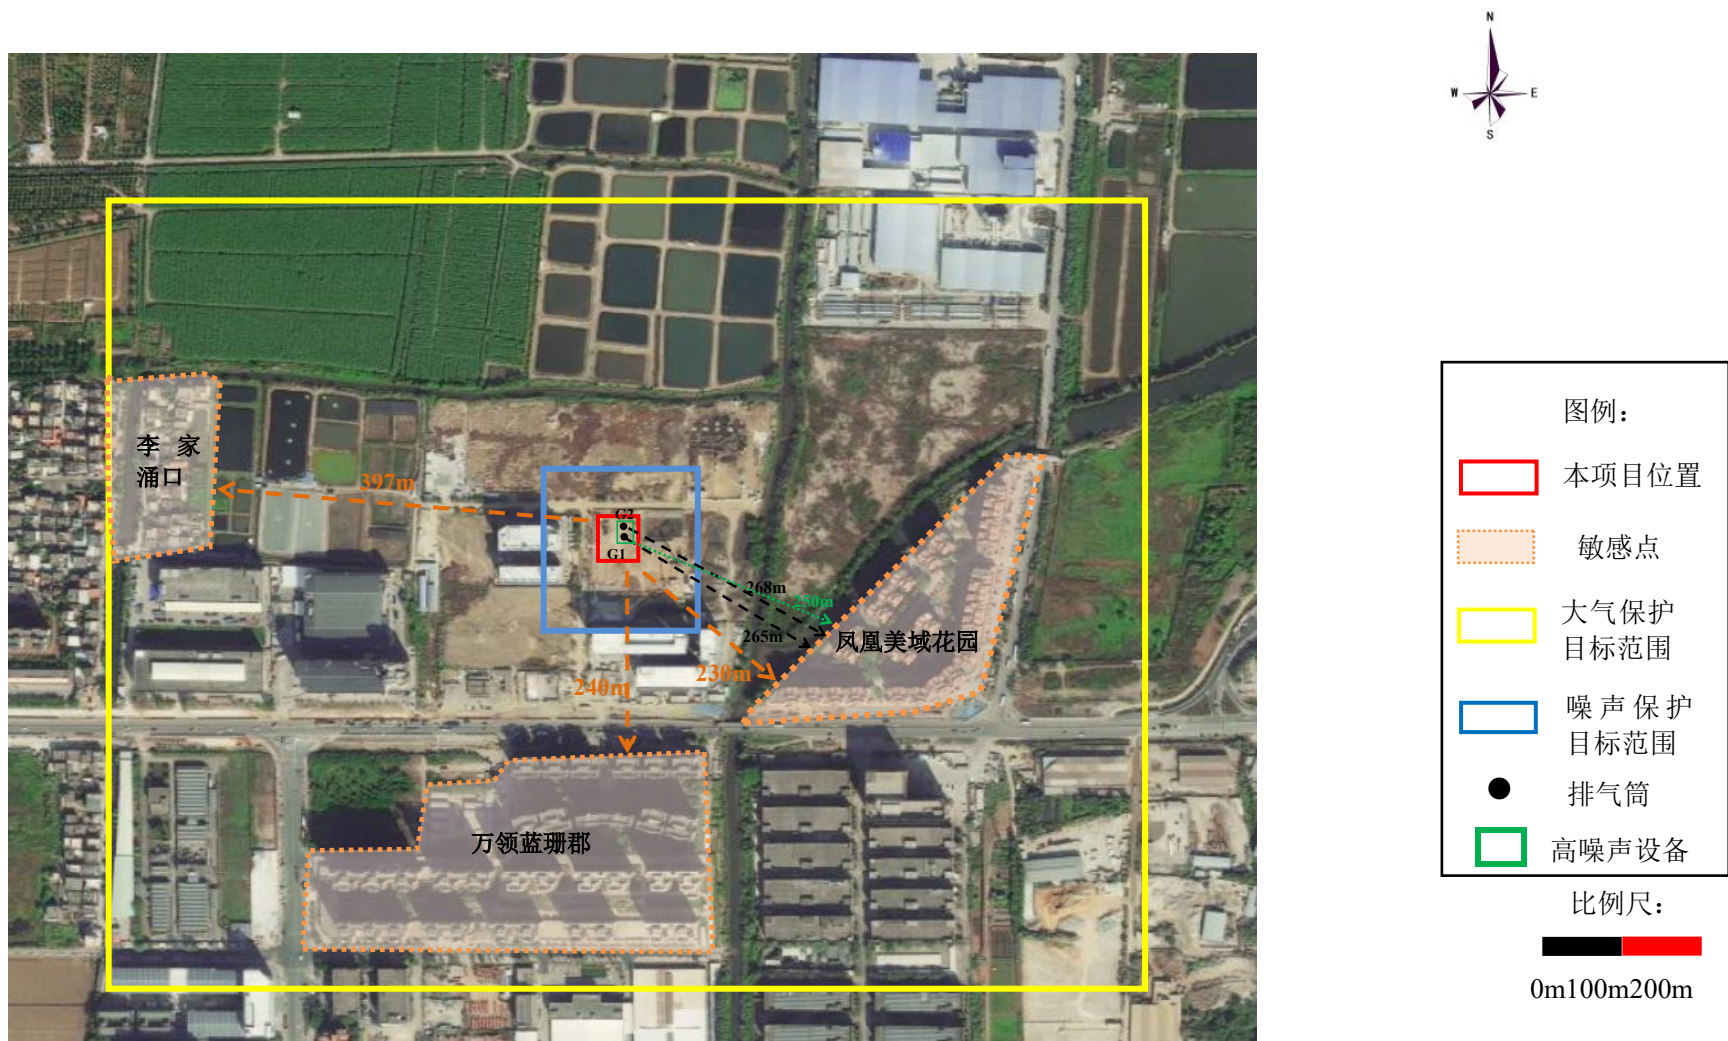 N
W E
S
李 家
涌口
397m
G2
G1
268m
250m
265m
凤凰美域花园
230m
240m
万领蓝珊郡
图例：
本项目位置
敏感点
大气保护
目标范围
噪声保护
目标范围
排气筒
高噪声设备
比例尺：
0m100m200m